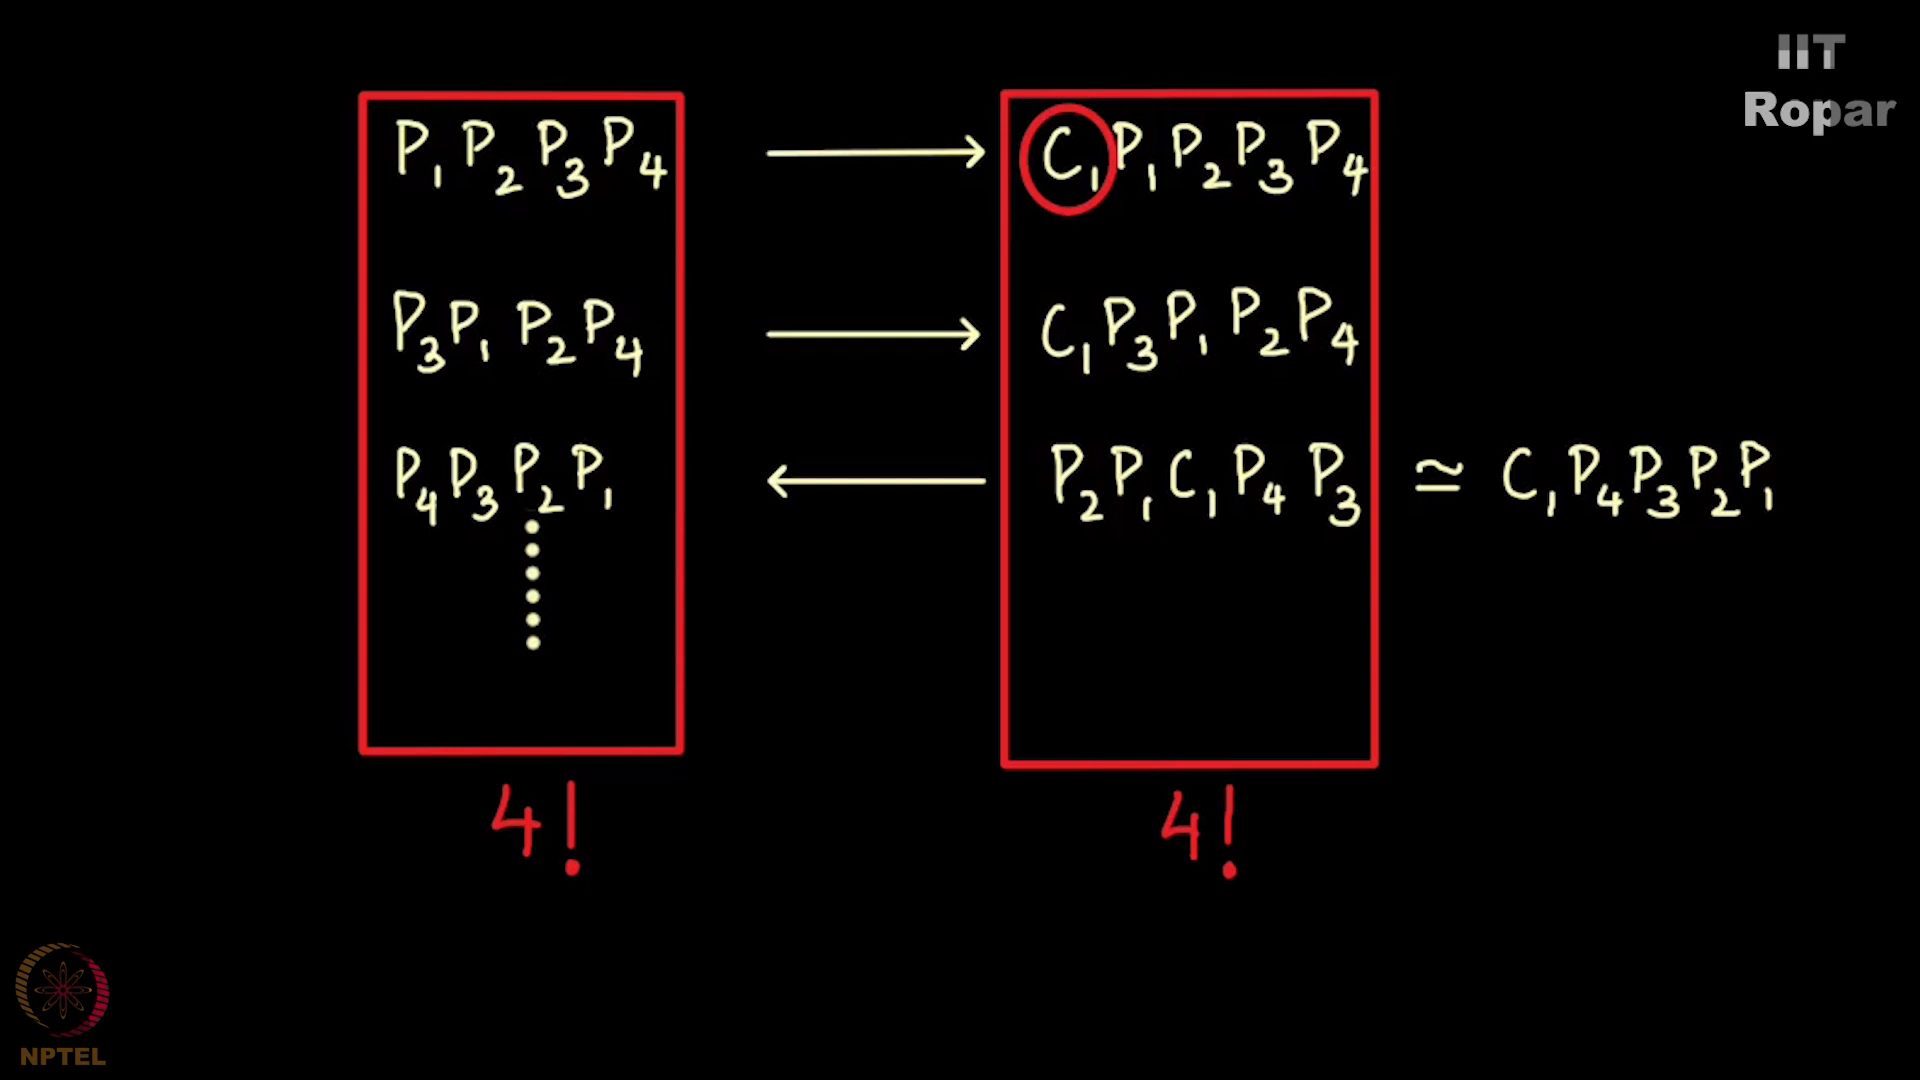 IIT
Ropar
P₁ P₂ P₃ P₄ → C₁ P₁ P₂ P₃ P₄
P₃ P₁ P₂ P₄ → C₁ P₃ P₁ P₂ P₄
P₄ P₃ P₂ P₁ ← P₂ P₁ C₁ P₄ P₃ ≃ C₁ P₄ P₃ P₂ P₁
4! 4!
NPTEL